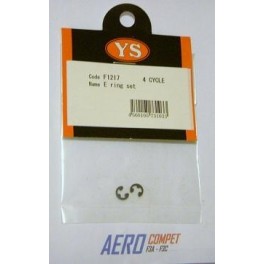 YS
Code F1217 4 CYCLE
Name E ring set
AERO COMPET
F3A - F3C